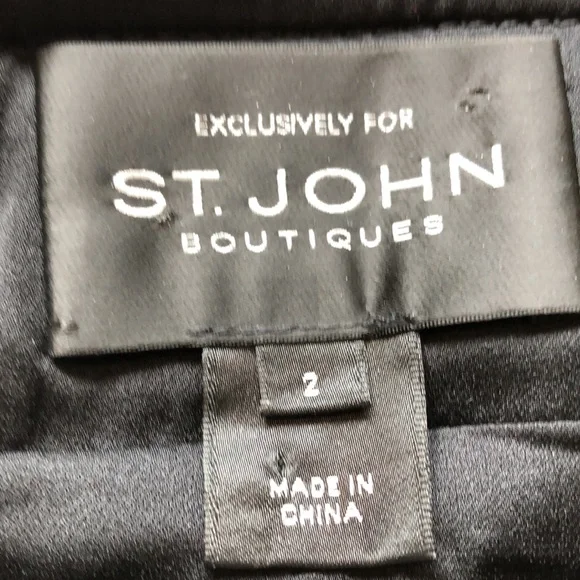 EXCLUSIVELY FOR
ST. JOHN
BOUTIQUES
2
MADE IN
CHINA